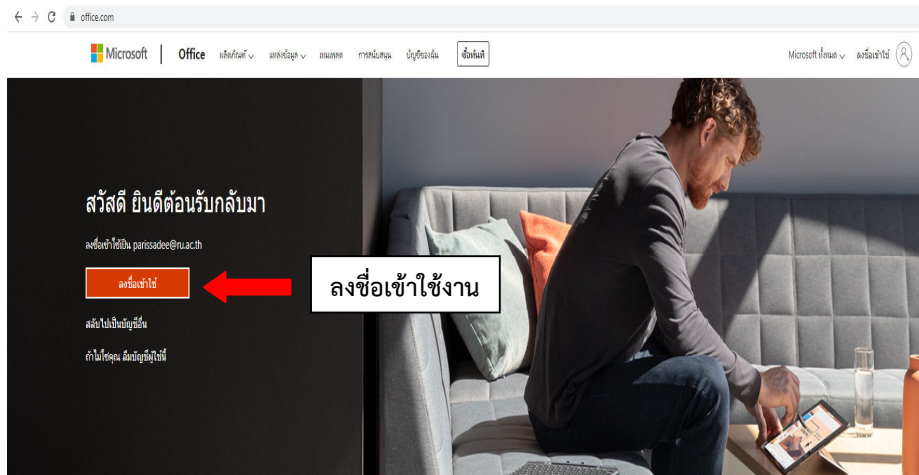 office.com
Microsoft Office ผลิตภัณฑ์ แหล่งข้อมูล เทมเพลต การสนับสนุน บัญชีของฉัน ซื้อทันที Microsoft ทั้งหมด ลงชื่อเข้าใช้
สวัสดี ยินดีต้อนรับกลับมา
ลงชื่อเข้าใช้เป็น parissadee@ru.ac.th
ลงชื่อเข้าใช้
ลงชื่อเข้าใช้งาน
สลับไปเป็นบัญชีอื่น
ถ้าไม่ใช่คุณ ลืมบัญชีผู้ใช้นี้